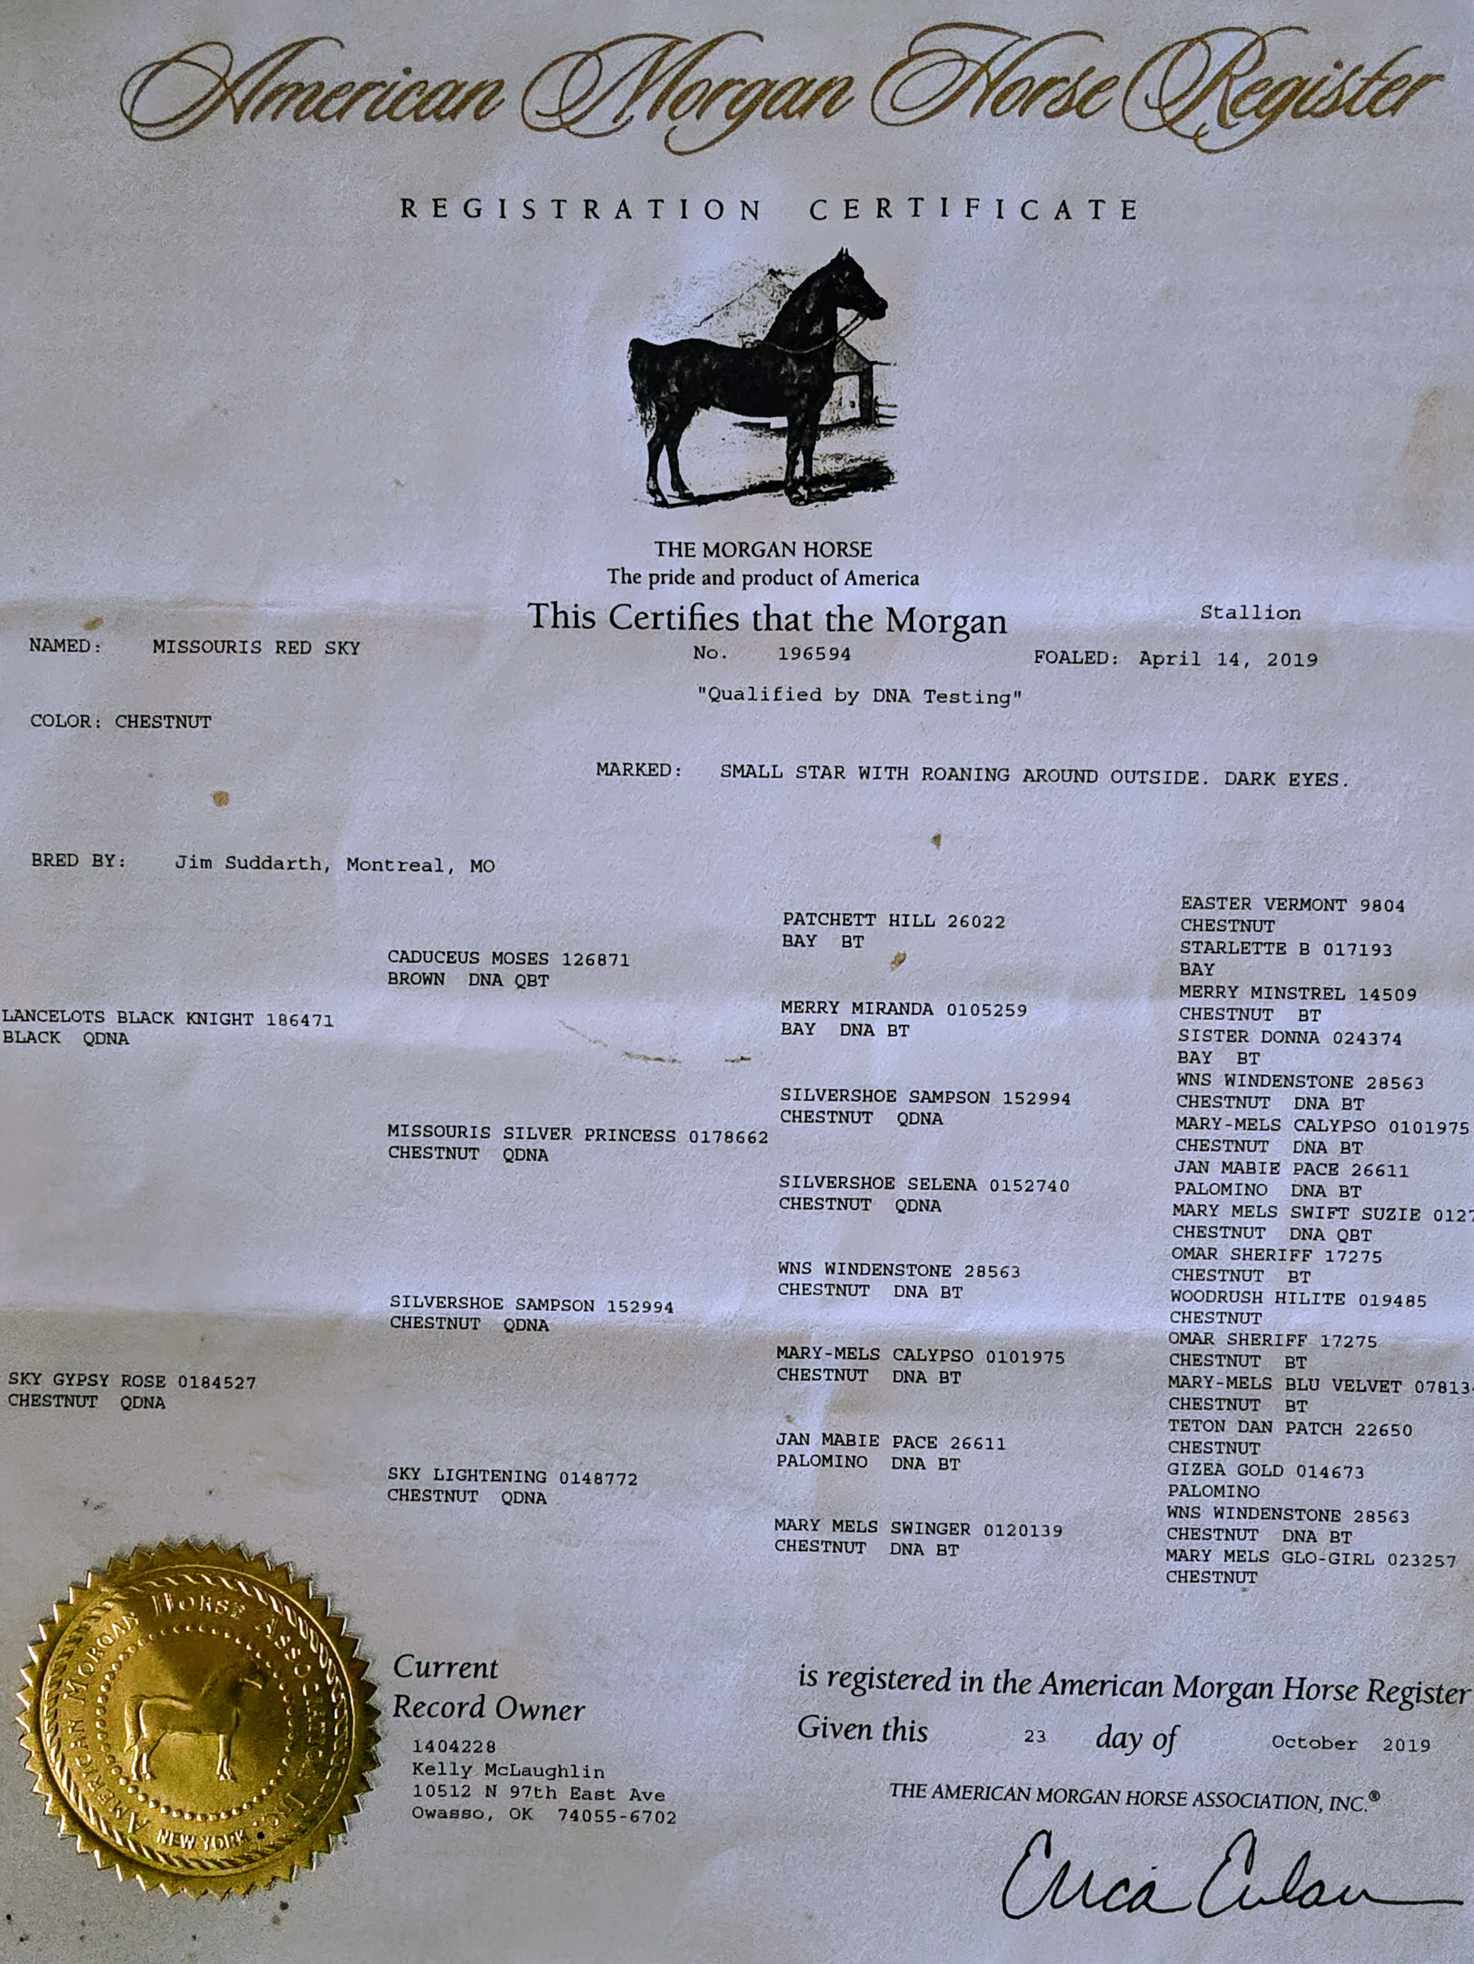 American Morgan Horse Register
REGISTRATION CERTIFICATE
THE MORGAN HORSE
The pride and product of America
This Certifies that the Morgan
Stallion
NAMED: MISSOURIS RED SKY
No. 196594
FOALED: April 14, 2019
"Qualified by DNA Testing"
COLOR: CHESTNUT
MARKED: SMALL STAR WITH ROANING AROUND OUTSIDE. DARK EYES.
BRED BY: Jim Suddarth, Montreal, MO
LANCELOTS BLACK KNIGHT 186471
BLACK QDNA
SKY GYPSY ROSE 0184527
CHESTNUT QDNA
CADUCEUS MOSES 126871
BROWN DNA QBT
MISSOURIS SILVER PRINCESS 0178662
CHESTNUT QDNA
SILVERSHOE SAMPSON 152994
CHESTNUT QDNA
SKY LIGHTENING 0148772
CHESTNUT QDNA
PATCHETT HILL 26022
BAY BT
MERRY MIRANDA 0105259
BAY DNA BT
SILVERSHOE SAMPSON 152994
CHESTNUT QDNA
SILVERSHOE SELENA 0152740
CHESTNUT QDNA
WNS WINDENSTONE 28563
CHESTNUT DNA BT
MARY-MELS CALYPSO 0101975
CHESTNUT DNA BT
JAN MABIE PACE 26611
PALOMINO DNA BT
MARY MELS SWINGER 0120139
CHESTNUT DNA BT
EASTER VERMONT 9804
CHESTNUT
STARLETTE B 017193
BAY
MERRY MINSTREL 14509
CHESTNUT BT
SISTER DONNA 024374
BAY BT
WNS WINDENSTONE 28563
CHESTNUT DNA BT
MARY-MELS CALYPSO 0101975
CHESTNUT DNA BT
JAN MABIE PACE 26611
PALOMINO DNA BT
MARY MELS SWIFT SUZIE 0127
CHESTNUT DNA QBT
OMAR SHERIFF 17275
CHESTNUT BT
WOODRUSH HILITE 019485
CHESTNUT
OMAR SHERIFF 17275
CHESTNUT BT
MARY-MELS BLU VELVET 07813
CHESTNUT BT
TETON DAN PATCH 22650
CHESTNUT
GIZEA GOLD 014673
PALOMINO
WNS WINDENSTONE 28563
CHESTNUT DNA BT
MARY MELS GLO-GIRL 023257
CHESTNUT
AMERICAN MORGAN HORSE ASSOCIATION, INC.
NEW YORK
Current
Record Owner
1404228
Kelly McLaughlin
10512 N 97th East Ave
Owasso, OK 74055-6702
is registered in the American Morgan Horse Register
Given this 23 day of October 2019
THE AMERICAN MORGAN HORSE ASSOCIATION, INC.®
Erica